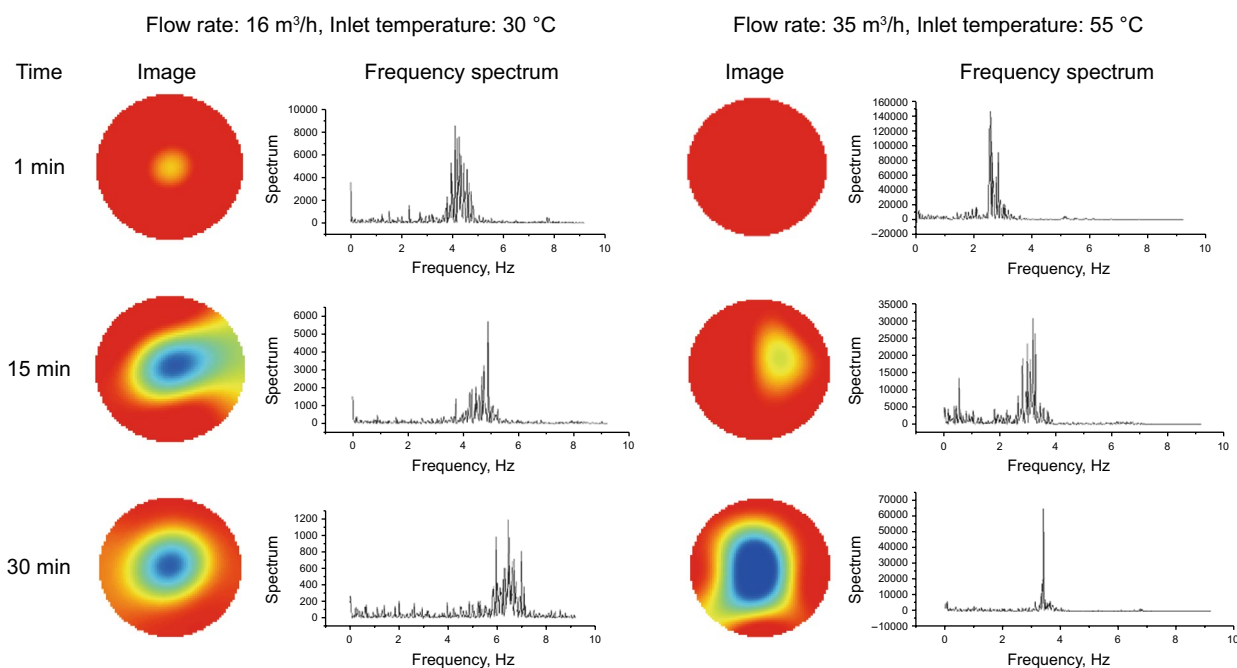 Flow rate: 16 m³/h, Inlet temperature: 30 °C
Flow rate: 35 m³/h, Inlet temperature: 55 °C
Time
Image
Frequency spectrum
Image
Frequency spectrum
1 min
Spectrum
10000
8000
6000
4000
2000
0
0 2 4 6 8 10
Frequency, Hz
Spectrum
160000
140000
120000
100000
80000
60000
40000
20000
0
−20000
0 2 4 6 8 10
Frequency, Hz
15 min
Spectrum
6000
5000
4000
3000
2000
1000
0
0 2 4 6 8 10
Frequency, Hz
Spectrum
35000
30000
25000
20000
15000
10000
5000
0
0 2 4 6 8 10
Frequency, Hz
30 min
Spectrum
1200
1000
800
600
400
200
0
0 2 4 6 8 10
Frequency, Hz
Spectrum
70000
60000
50000
40000
30000
20000
10000
0
−10000
0 2 4 6 8 10
Frequency, Hz